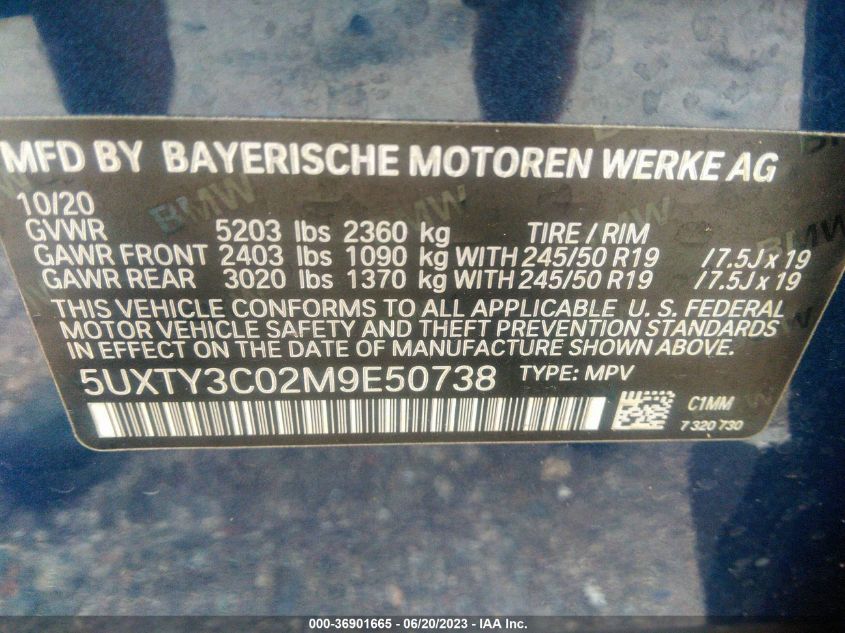 MFD BY BAYERISCHE MOTOREN WERKE AG
10/20
GVWR 5203 lbs 2360 kg TIRE / RIM
GAWR FRONT 2403 lbs 1090 kg WITH 245/50 R19 / 7.5J x 19
GAWR REAR 3020 lbs 1370 kg WITH 245/50 R19 / 7.5J x 19
THIS VEHICLE CONFORMS TO ALL APPLICABLE U. S. FEDERAL
MOTOR VEHICLE SAFETY AND THEFT PREVENTION STANDARDS
IN EFFECT ON THE DATE OF MANUFACTURE SHOWN ABOVE.
5UXTY3C02M9E50738 TYPE: MPV
C1MM
7 320 730
BMW
BMW
000-36901665 - 06/20/2023 - IAA Inc.